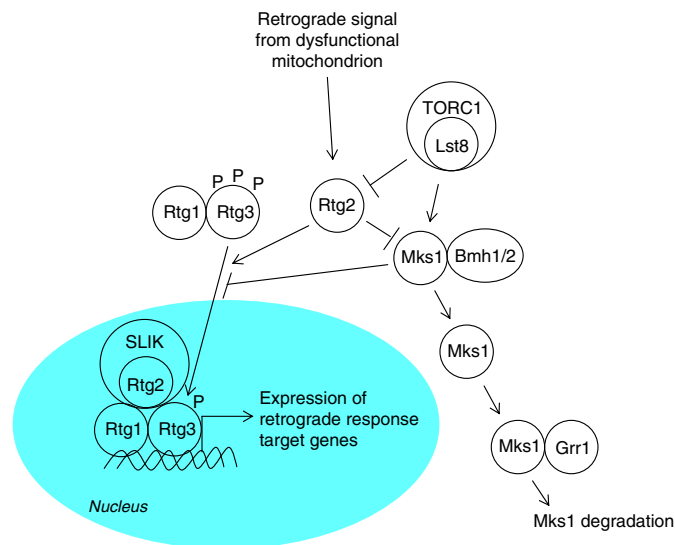 Retrograde signal
from dysfunctional
mitochondrion
TORC1
Lst8
P P P
Rtg1 Rtg3
Rtg2
Mks1 Bmh1/2
SLIK
Rtg2
Mks1
P
Rtg1 Rtg3
Expression of
retrograde response
target genes
Mks1 Grr1
Nucleus
Mks1 degradation